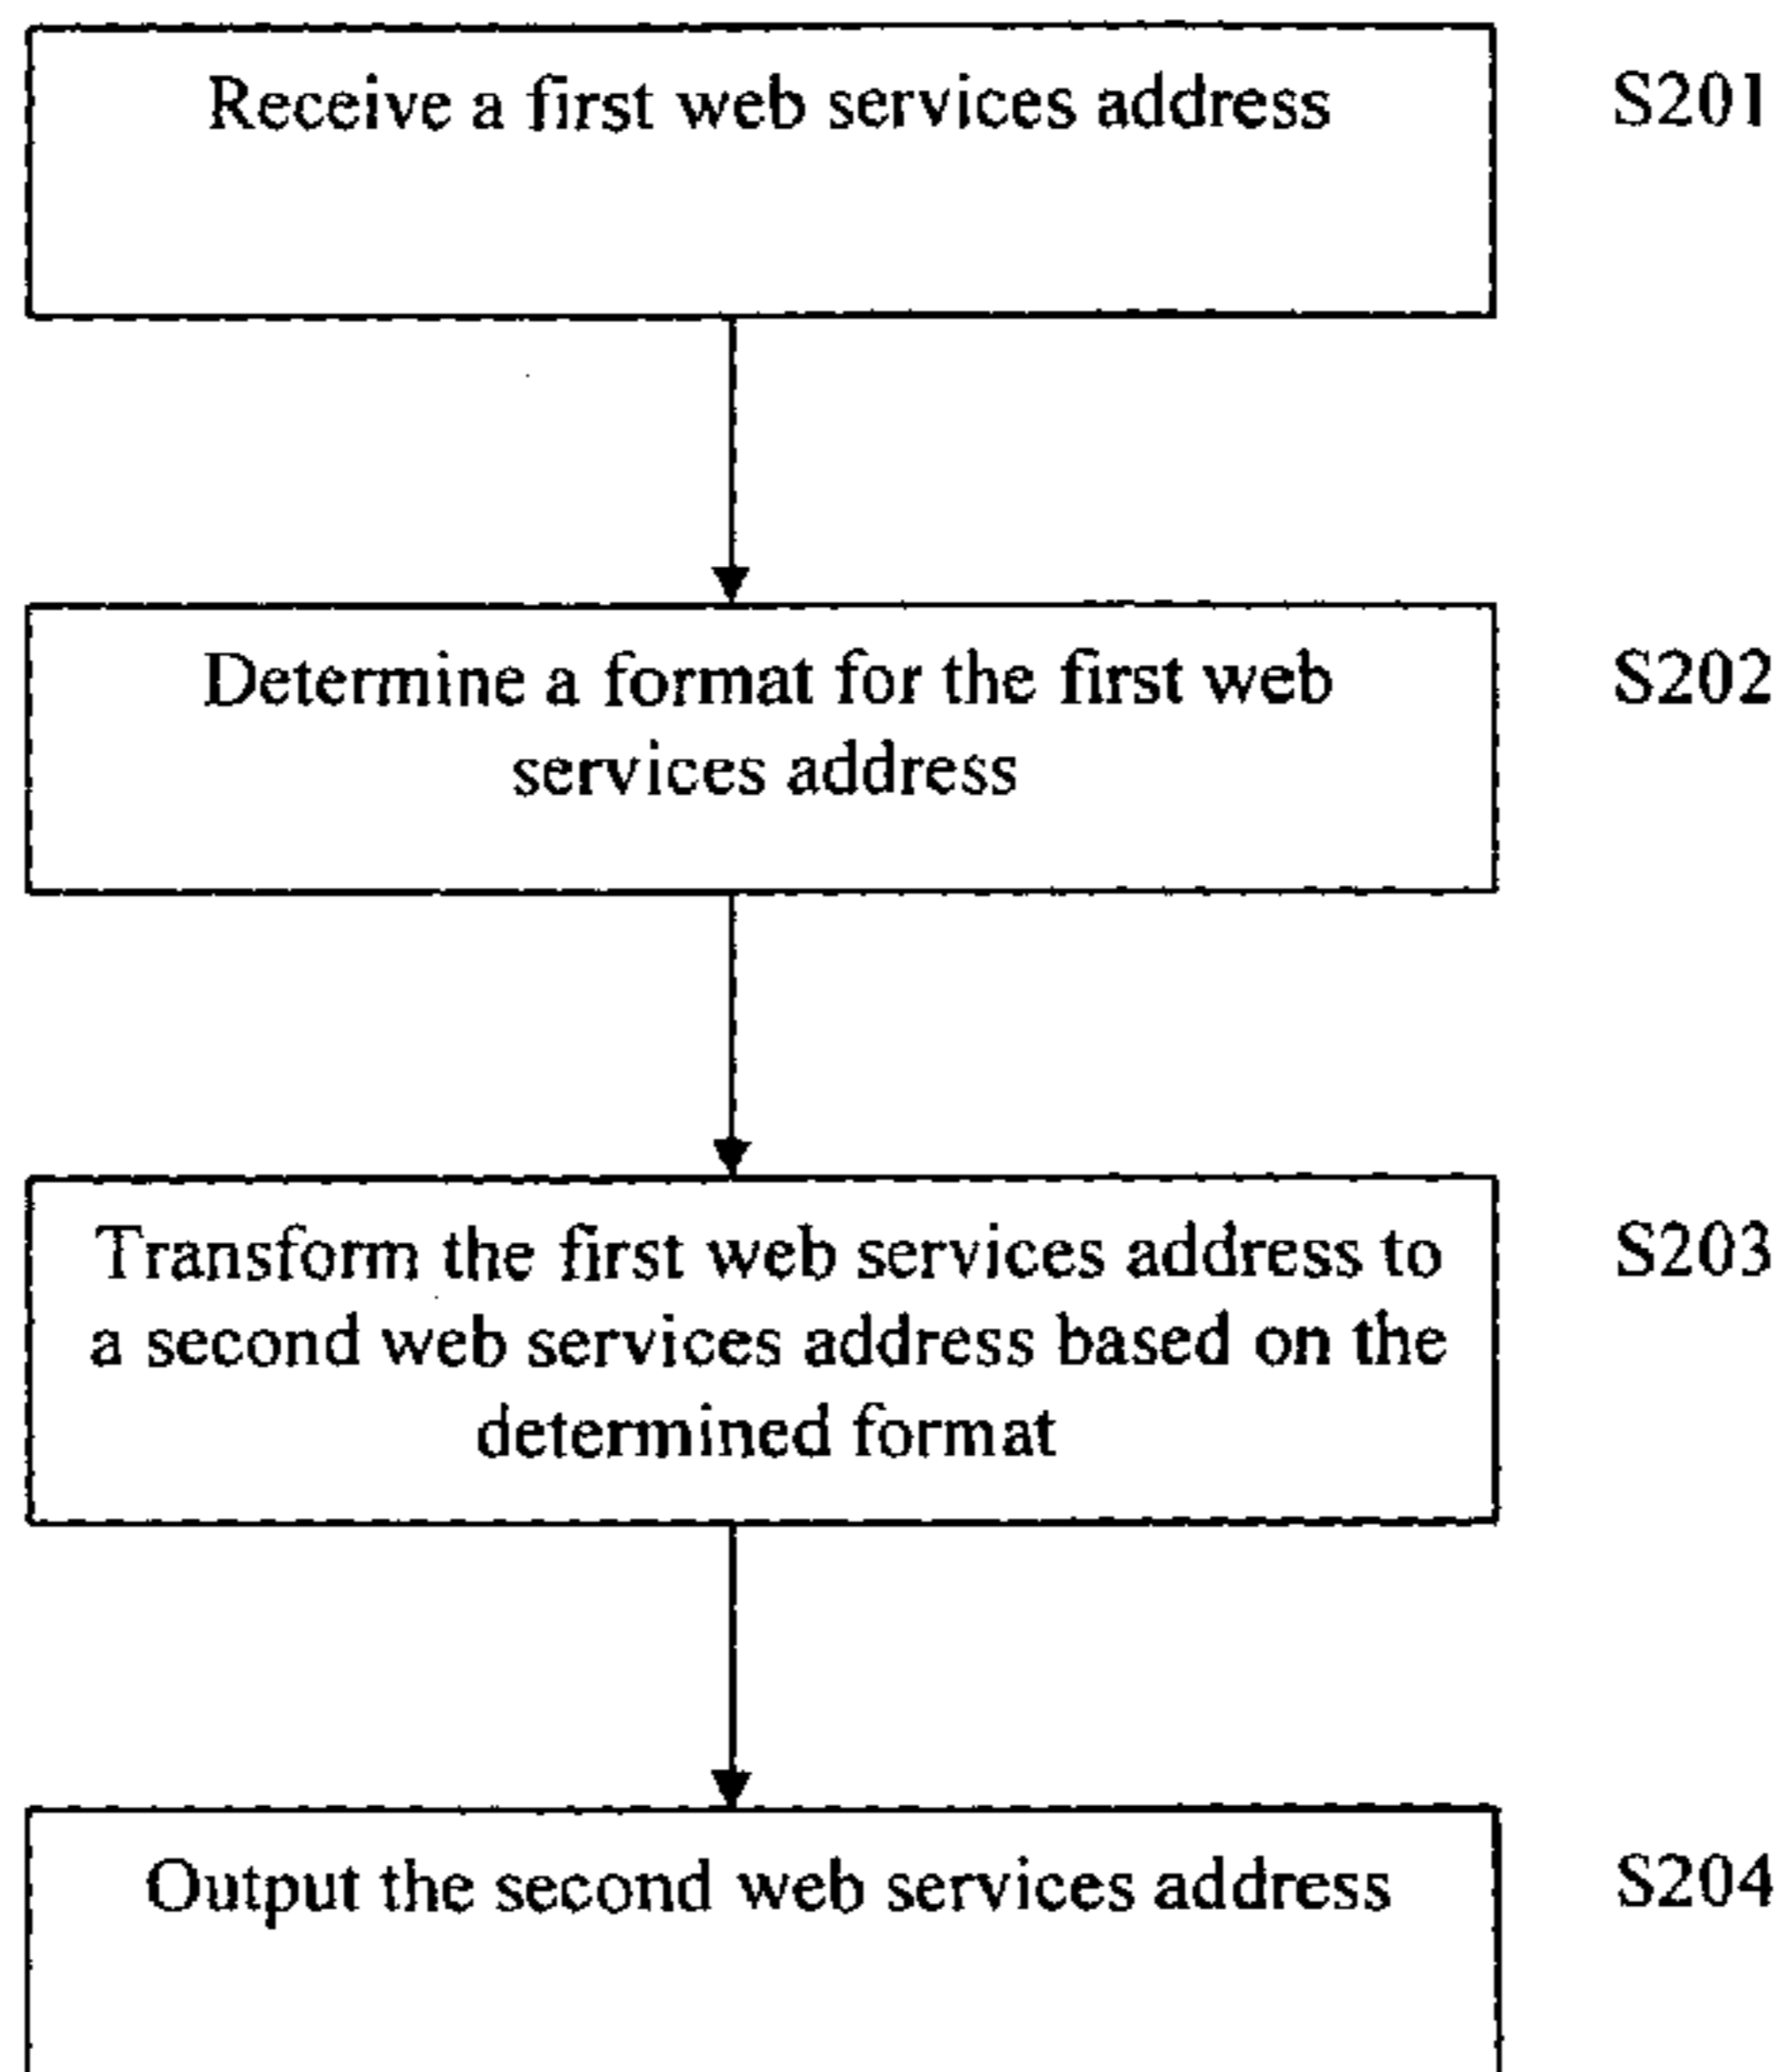 Receive a first web services address
S201
Determine a format for the first web
services address
S202
Transform the first web services address to
a second web services address based on the
determined format
S203
Output the second web services address
S204